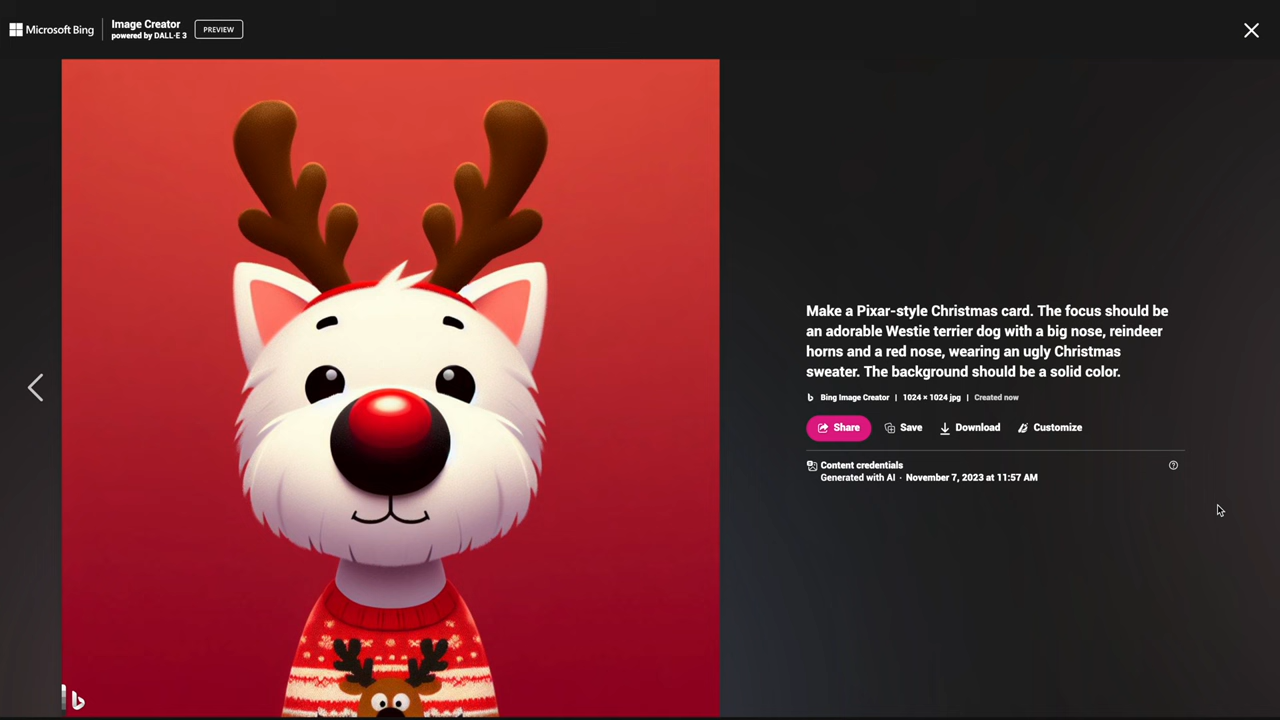 Microsoft Bing
Image Creator
powered by DALL·E 3
PREVIEW
Make a Pixar-style Christmas card. The focus should be
an adorable Westie terrier dog with a big nose, reindeer
horns and a red nose, wearing an ugly Christmas
sweater. The background should be a solid color.
Bing Image Creator | 1024 × 1024 jpg | Created now
Share Save Download Customize
Content credentials
Generated with AI · November 7, 2023 at 11:57 AM